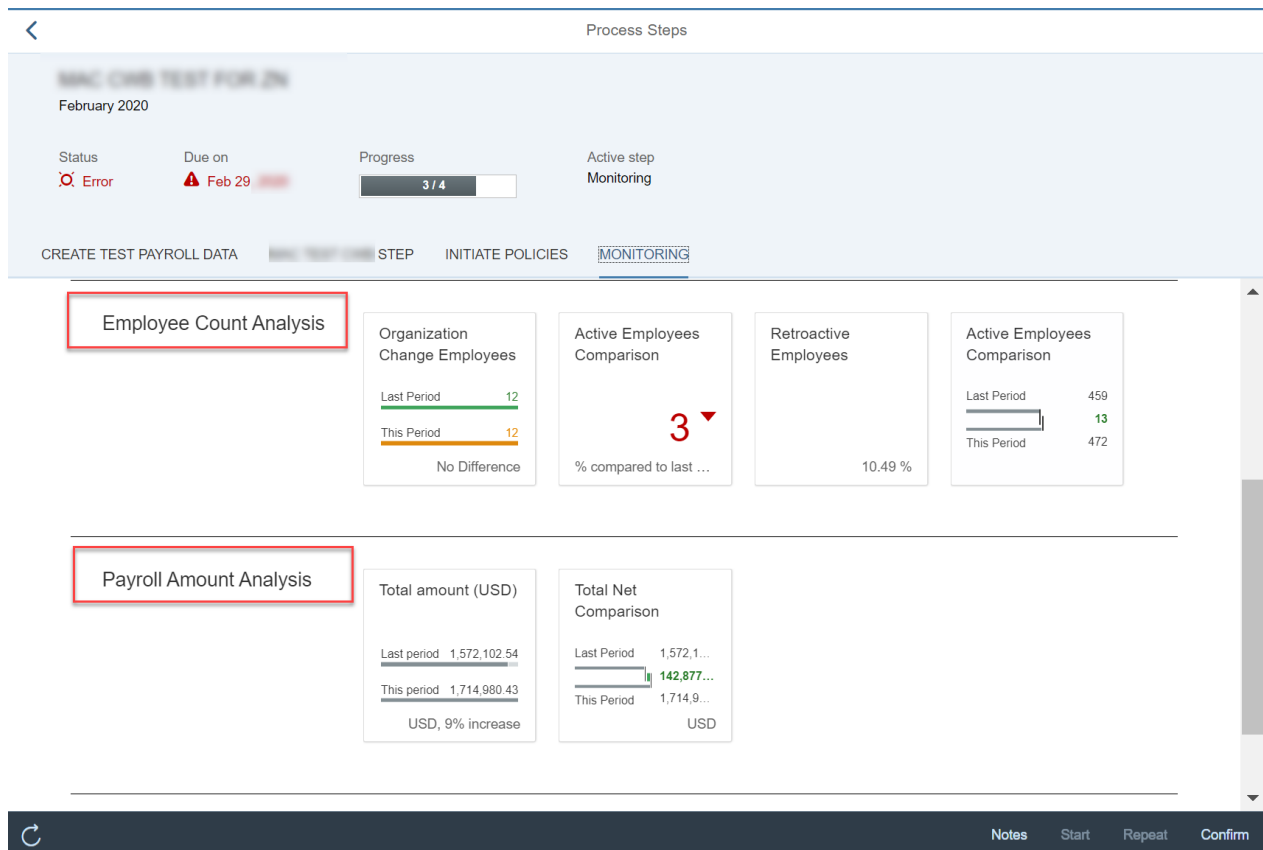 Process Steps
February 2020
Status
Due on
Progress
Active step
Error
Feb 29
3 / 4
Monitoring
CREATE TEST PAYROLL DATA
STEP
INITIATE POLICIES
MONITORING
Employee Count Analysis
Organization
Change Employees
Last Period 12
This Period 12
No Difference
Active Employees
Comparison
3
% compared to last ...
Retroactive
Employees
10.49 %
Active Employees
Comparison
Last Period 459
13
This Period 472
Payroll Amount Analysis
Total amount (USD)
Last period 1,572,102.54
This period 1,714,980.43
USD, 9% increase
Total Net
Comparison
Last Period 1,572,1...
142,877...
This Period 1,714,9...
USD
Notes
Start
Repeat
Confirm